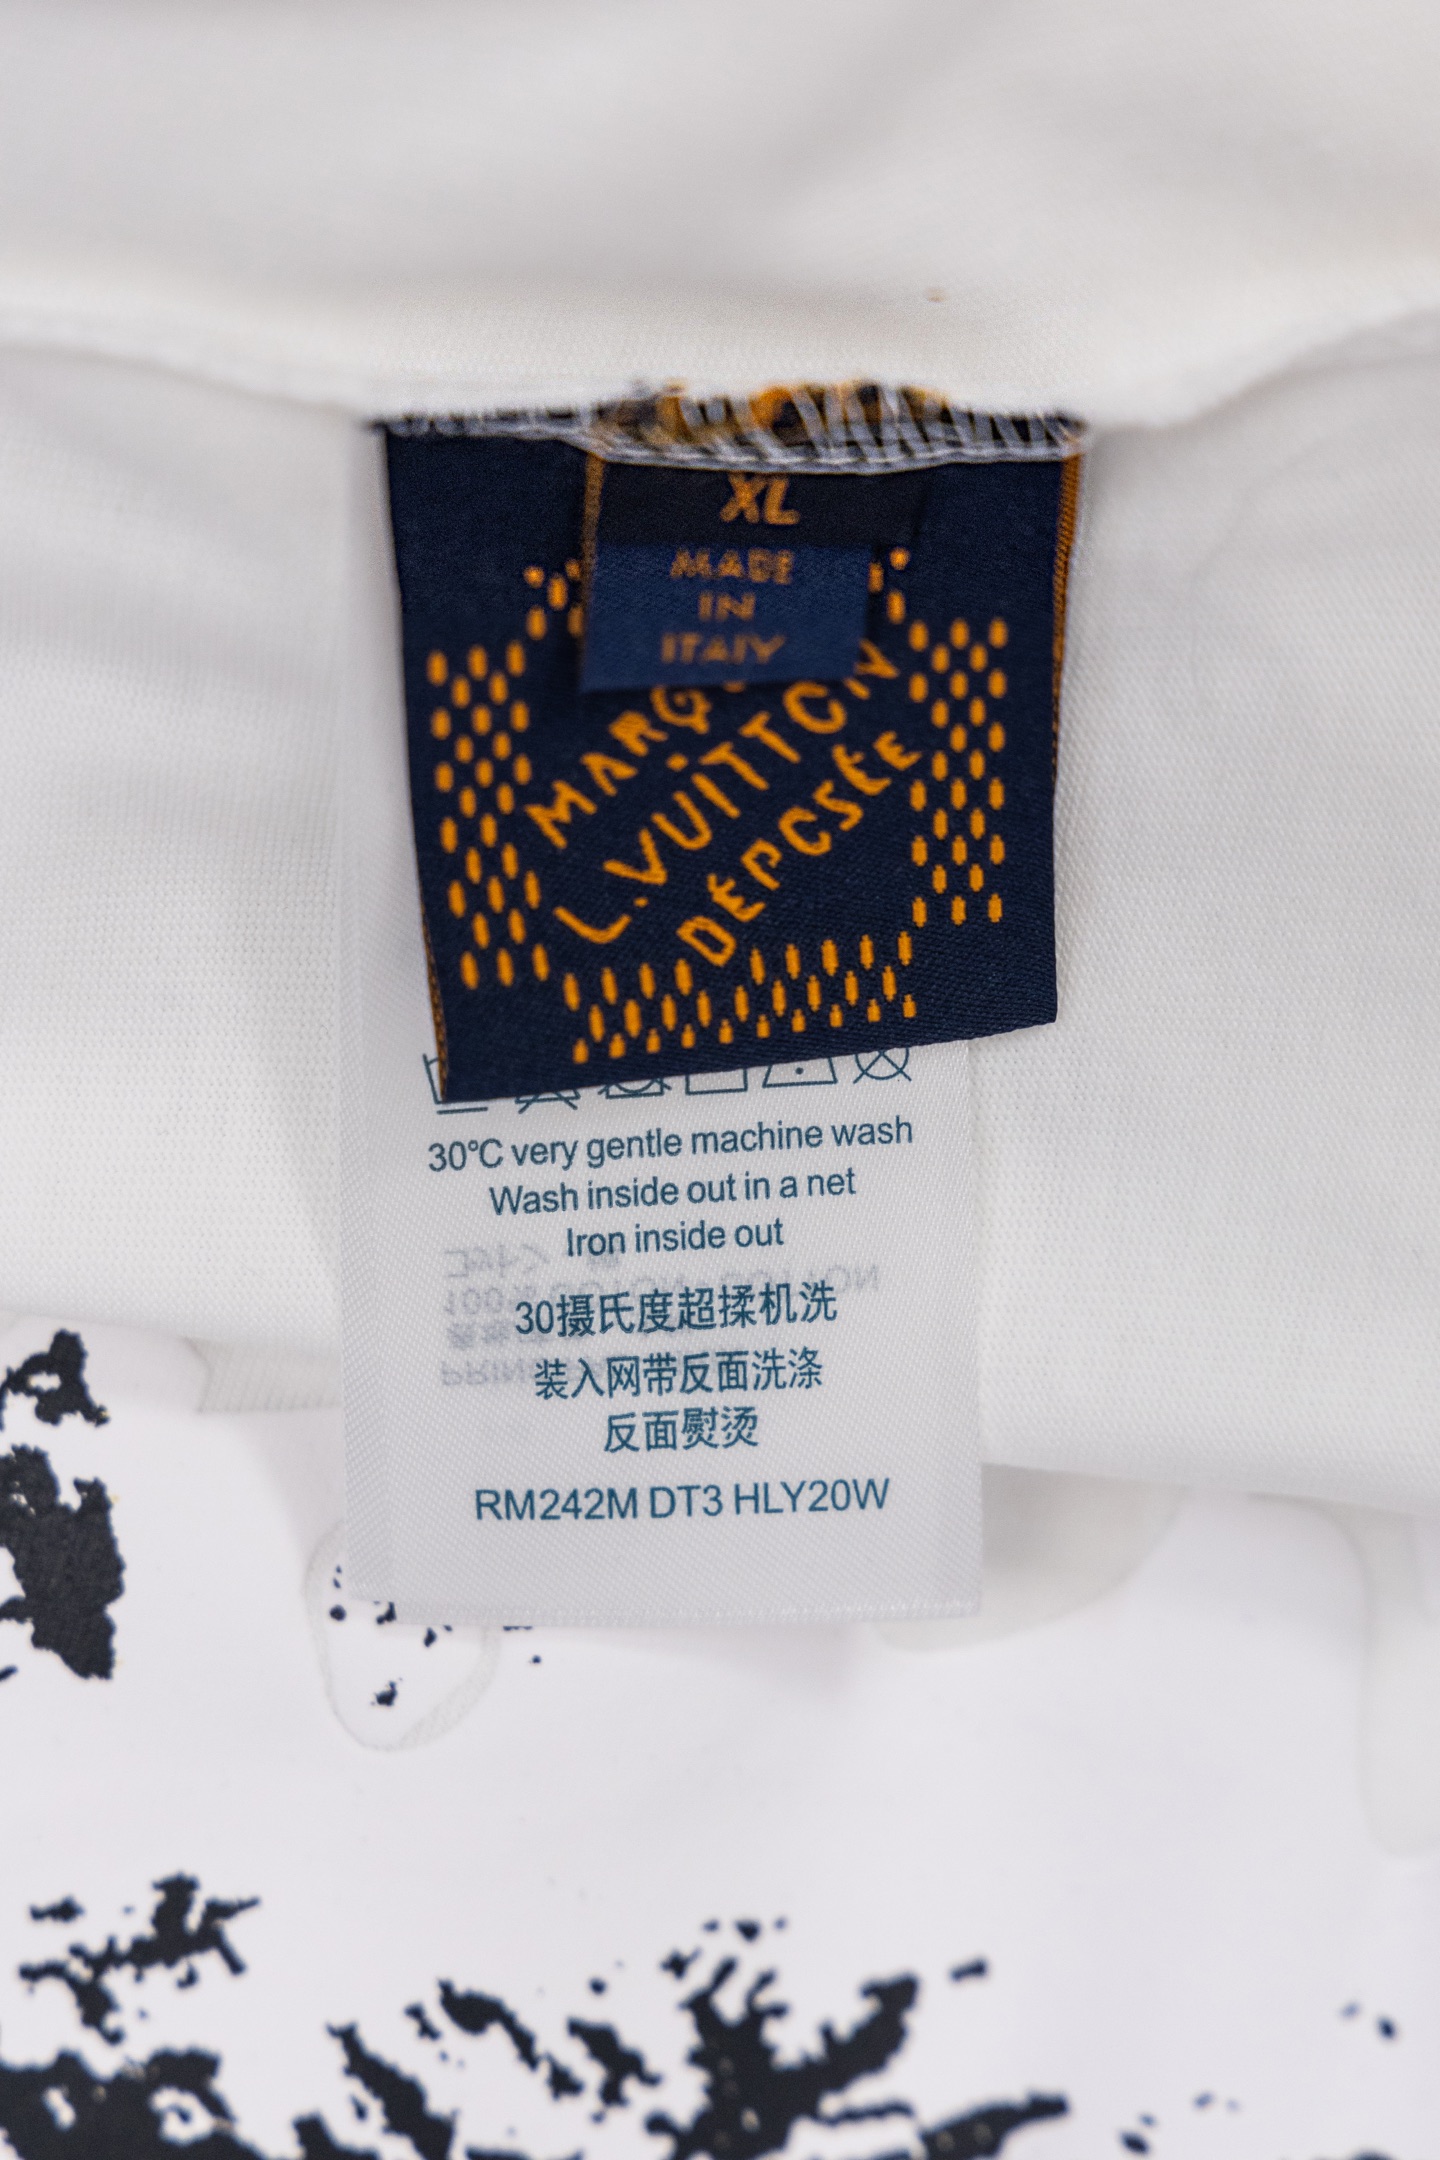 XL
MADE
IN
ITALY
MARQ
L.VUITTON
DÉPOSÉE
30°C very gentle machine wash
Wash inside out in a net
Iron inside out
30摄氏度超揉机洗
装入网带反面洗涤
反面熨烫
RM242M DT3 HLY20W